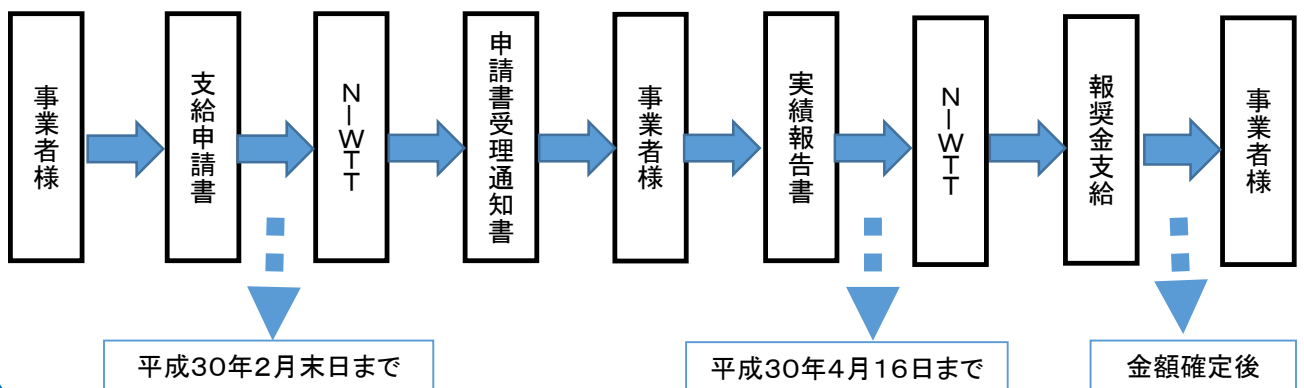 事業者様
支給申請書
NIWTT
申請書受理通知書
事業者様
実績報告書
NIWTT
報奨金支給
事業者様
平成30年2月末日まで
平成30年4月16日まで
金額確定後